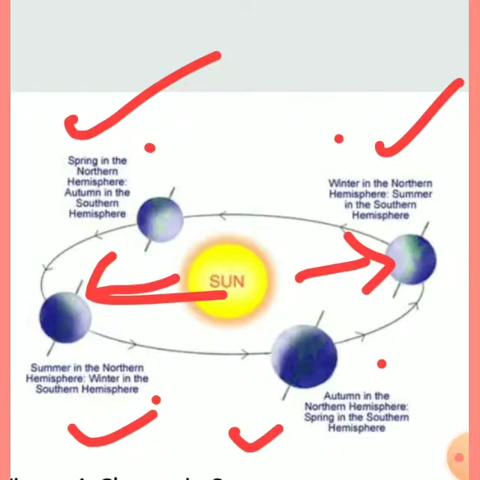 Spring in the
Northern
Hemisphere:
Autumn in the
Southern
Hemisphere
Winter in the Northern
Hemisphere: Summer
in the Southern
Hemisphere
SUN
Summer in the Northern
Hemisphere: Winter in the
Southern Hemisphere
Autumn in the
Northern Hemisphere:
Spring in the Southern
Hemisphere